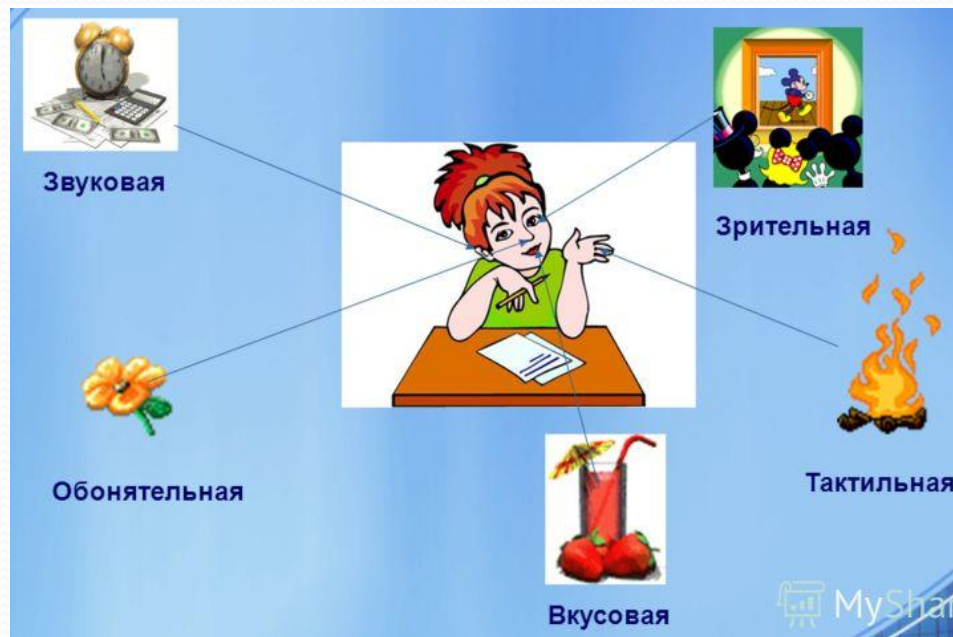 Звуковая
Зрительная
Обонятельная
Тактильная
Вкусовая
MyShar